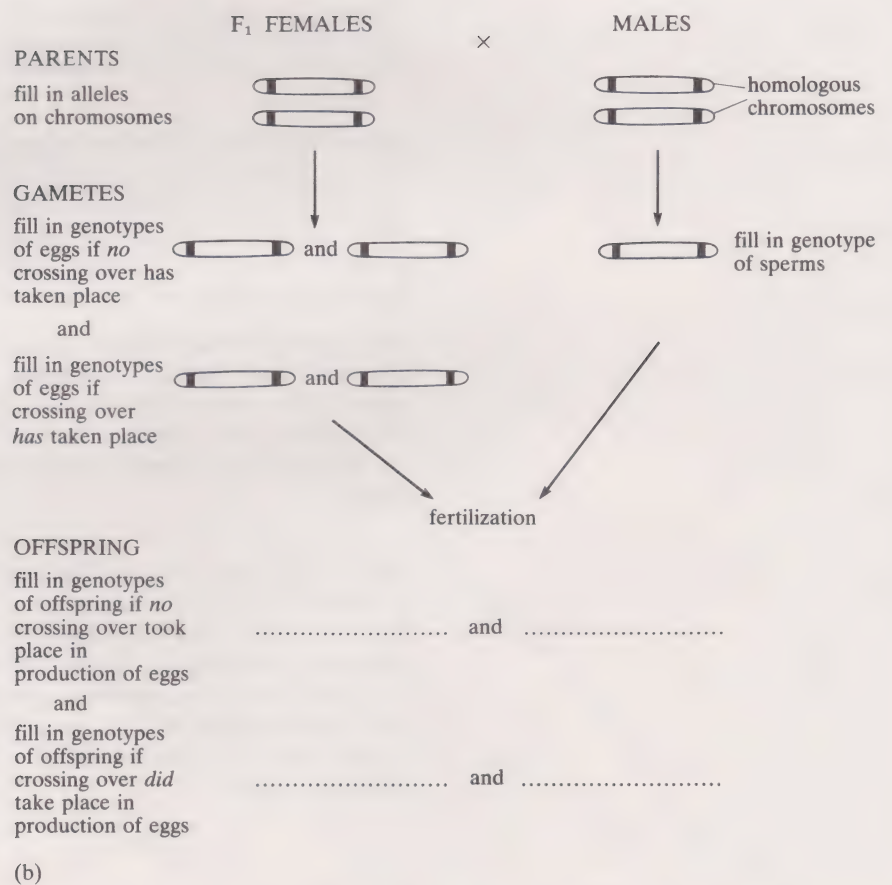 F₁ FEMALES
×
MALES
PARENTS
fill in alleles
on chromosomes
homologous
chromosomes
GAMETES
fill in genotypes
of eggs if no
crossing over has
taken place
and
fill in genotype
of sperms
and
fill in genotypes
of eggs if
crossing over
has taken place
and
fertilization
OFFSPRING
fill in genotypes
of offspring if no
crossing over took
place in
production of eggs
.............................. and ..............................
and
fill in genotypes
of offspring if
crossing over did
take place in
production of eggs
.............................. and ..............................
(b)